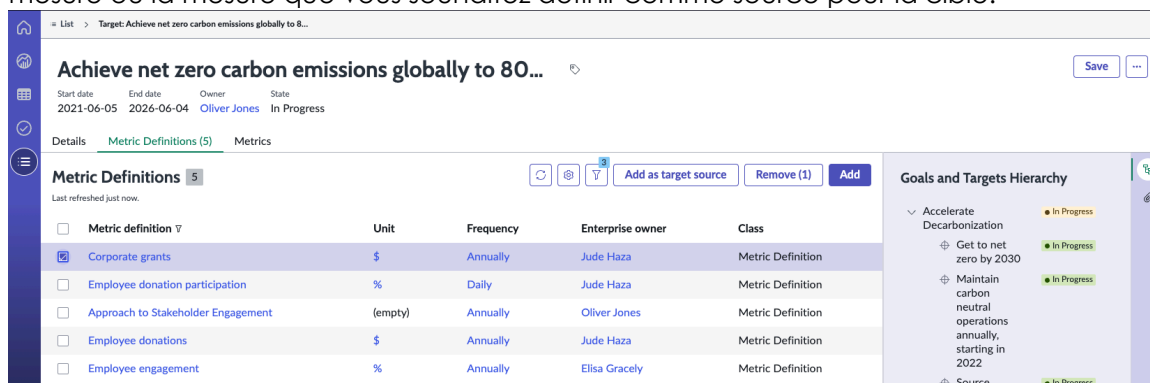 mesure ou la mesure que vous souhaitez définir comme source pour la cible.
List > Target: Achieve net zero carbon emissions globally to 8...
Achieve net zero carbon emissions globally to 80...
Save ...
Start date End date Owner State
2021-06-05 2026-06-04 Oliver Jones In Progress
Details Metric Definitions (5) Metrics
Metric Definitions 5
3
Add as target source Remove (1) Add
Last refreshed just now.
Metric definition Unit Frequency Enterprise owner Class
Corporate grants $ Annually Jude Haza Metric Definition
Employee donation participation % Daily Jude Haza Metric Definition
Approach to Stakeholder Engagement (empty) Annually Oliver Jones Metric Definition
Employee donations $ Annually Jude Haza Metric Definition
Employee engagement % Annually Elisa Gracely Metric Definition
Goals and Targets Hierarchy
Accelerate In Progress
Decarbonization
Get to net In Progress
zero by 2030
Maintain In Progress
carbon
neutral
operations
annually,
starting in
2022
Source In Progress